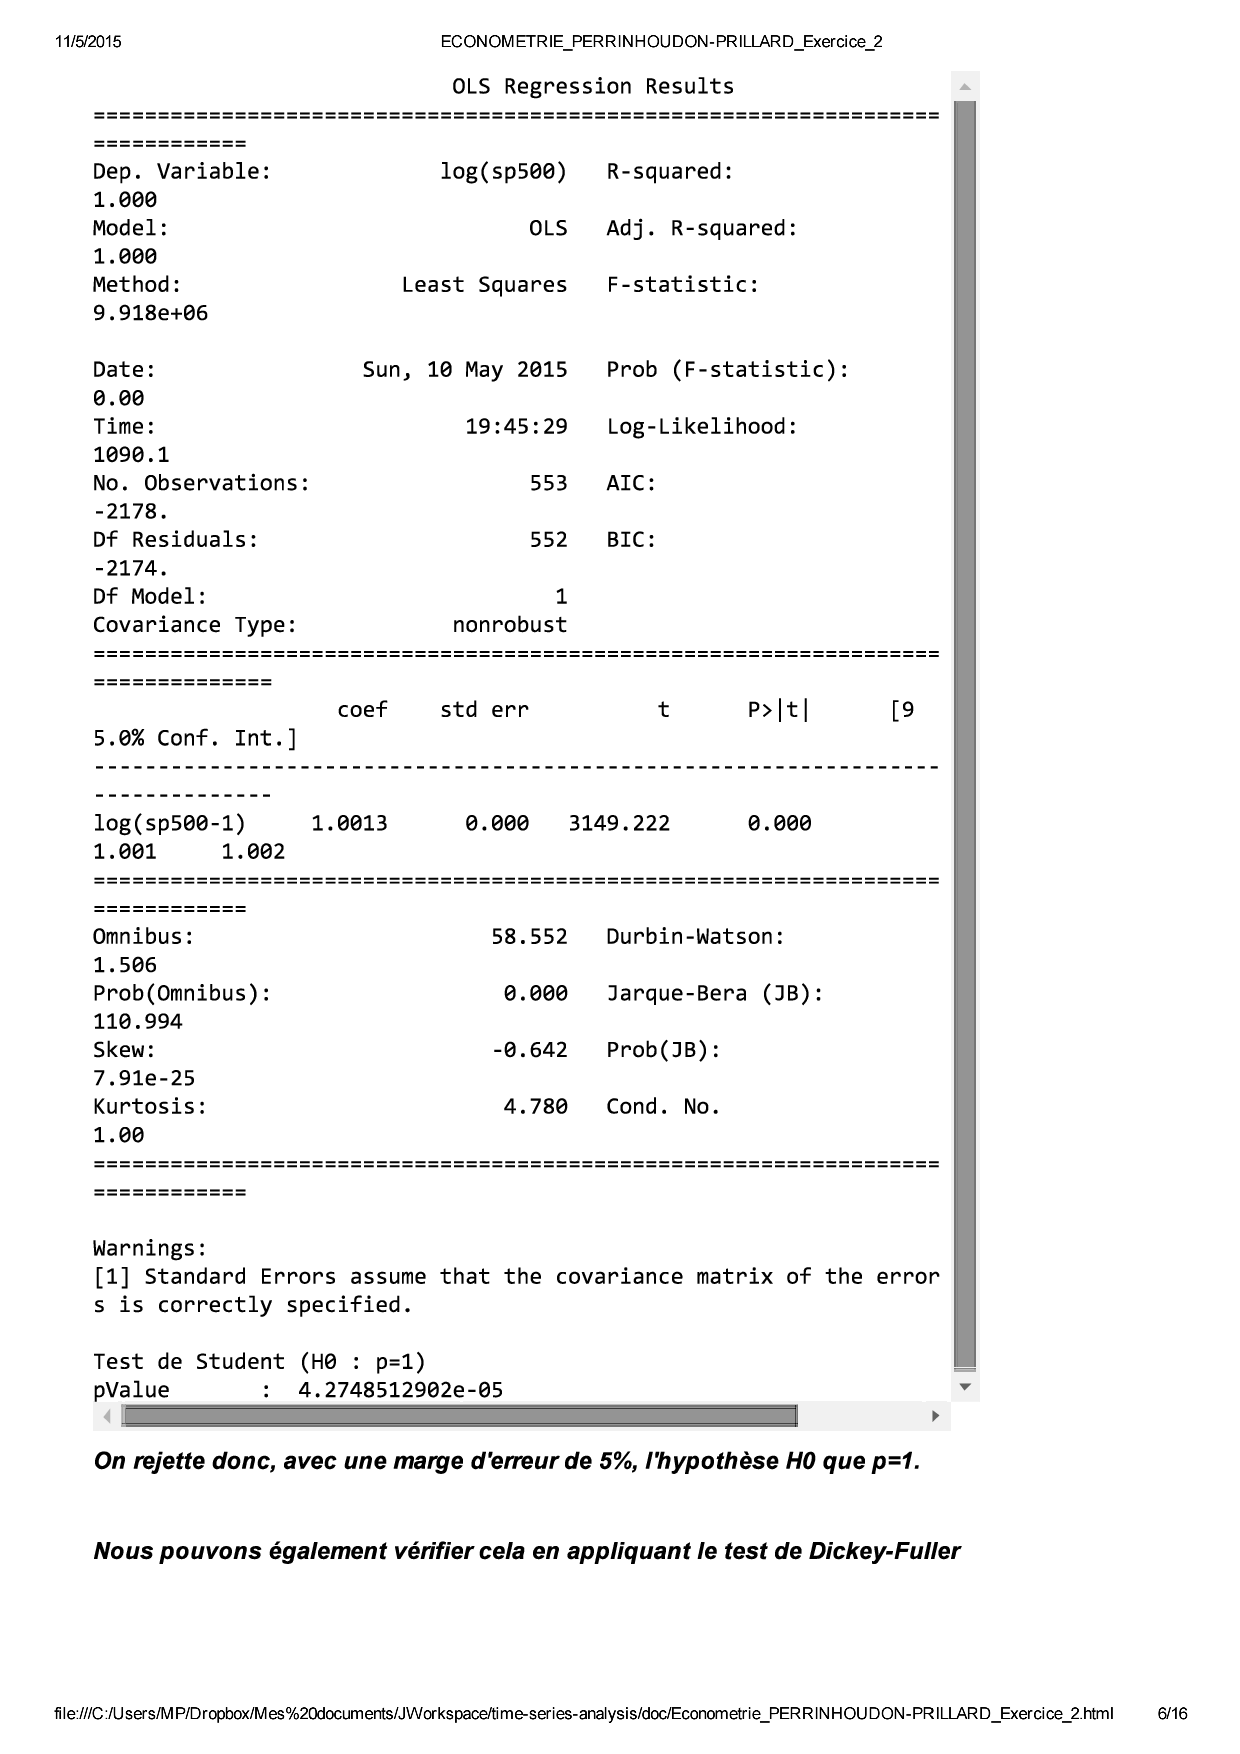 11/5/2015 ECONOMETRIE_PERRINHOUDON-PRILLARD_Exercice_2
OLS Regression Results
==================================================================
============
Dep. Variable: log(sp500) R-squared:
1.000
Model: OLS Adj. R-squared:
1.000
Method: Least Squares F-statistic:
9.918e+06
Date: Sun, 10 May 2015 Prob (F-statistic):
0.00
Time: 19:45:29 Log-Likelihood:
1090.1
No. Observations: 553 AIC:
-2178.
Df Residuals: 552 BIC:
-2174.
Df Model: 1
Covariance Type: nonrobust
==================================================================
==============
coef std err t P>|t| [9
5.0% Conf. Int.]
------------------------------------------------------------------
--------------
log(sp500-1) 1.0013 0.000 3149.222 0.000
1.001 1.002
==================================================================
============
Omnibus: 58.552 Durbin-Watson:
1.506
Prob(Omnibus): 0.000 Jarque-Bera (JB):
110.994
Skew: -0.642 Prob(JB):
7.91e-25
Kurtosis: 4.780 Cond. No.
1.00
==================================================================
============
Warnings:
[1] Standard Errors assume that the covariance matrix of the error
s is correctly specified.
Test de Student (H0 : p=1)
pValue : 4.2748512902e-05
On rejette donc, avec une marge d'erreur de 5%, l'hypothèse H0 que p=1.
Nous pouvons également vérifier cela en appliquant le test de Dickey-Fuller
file:///C:/Users/MP/Dropbox/Mes%20documents/JWorkspace/time-series-analysis/doc/Econometrie_PERRINHOUDON-PRILLARD_Exercice_2.html 6/16